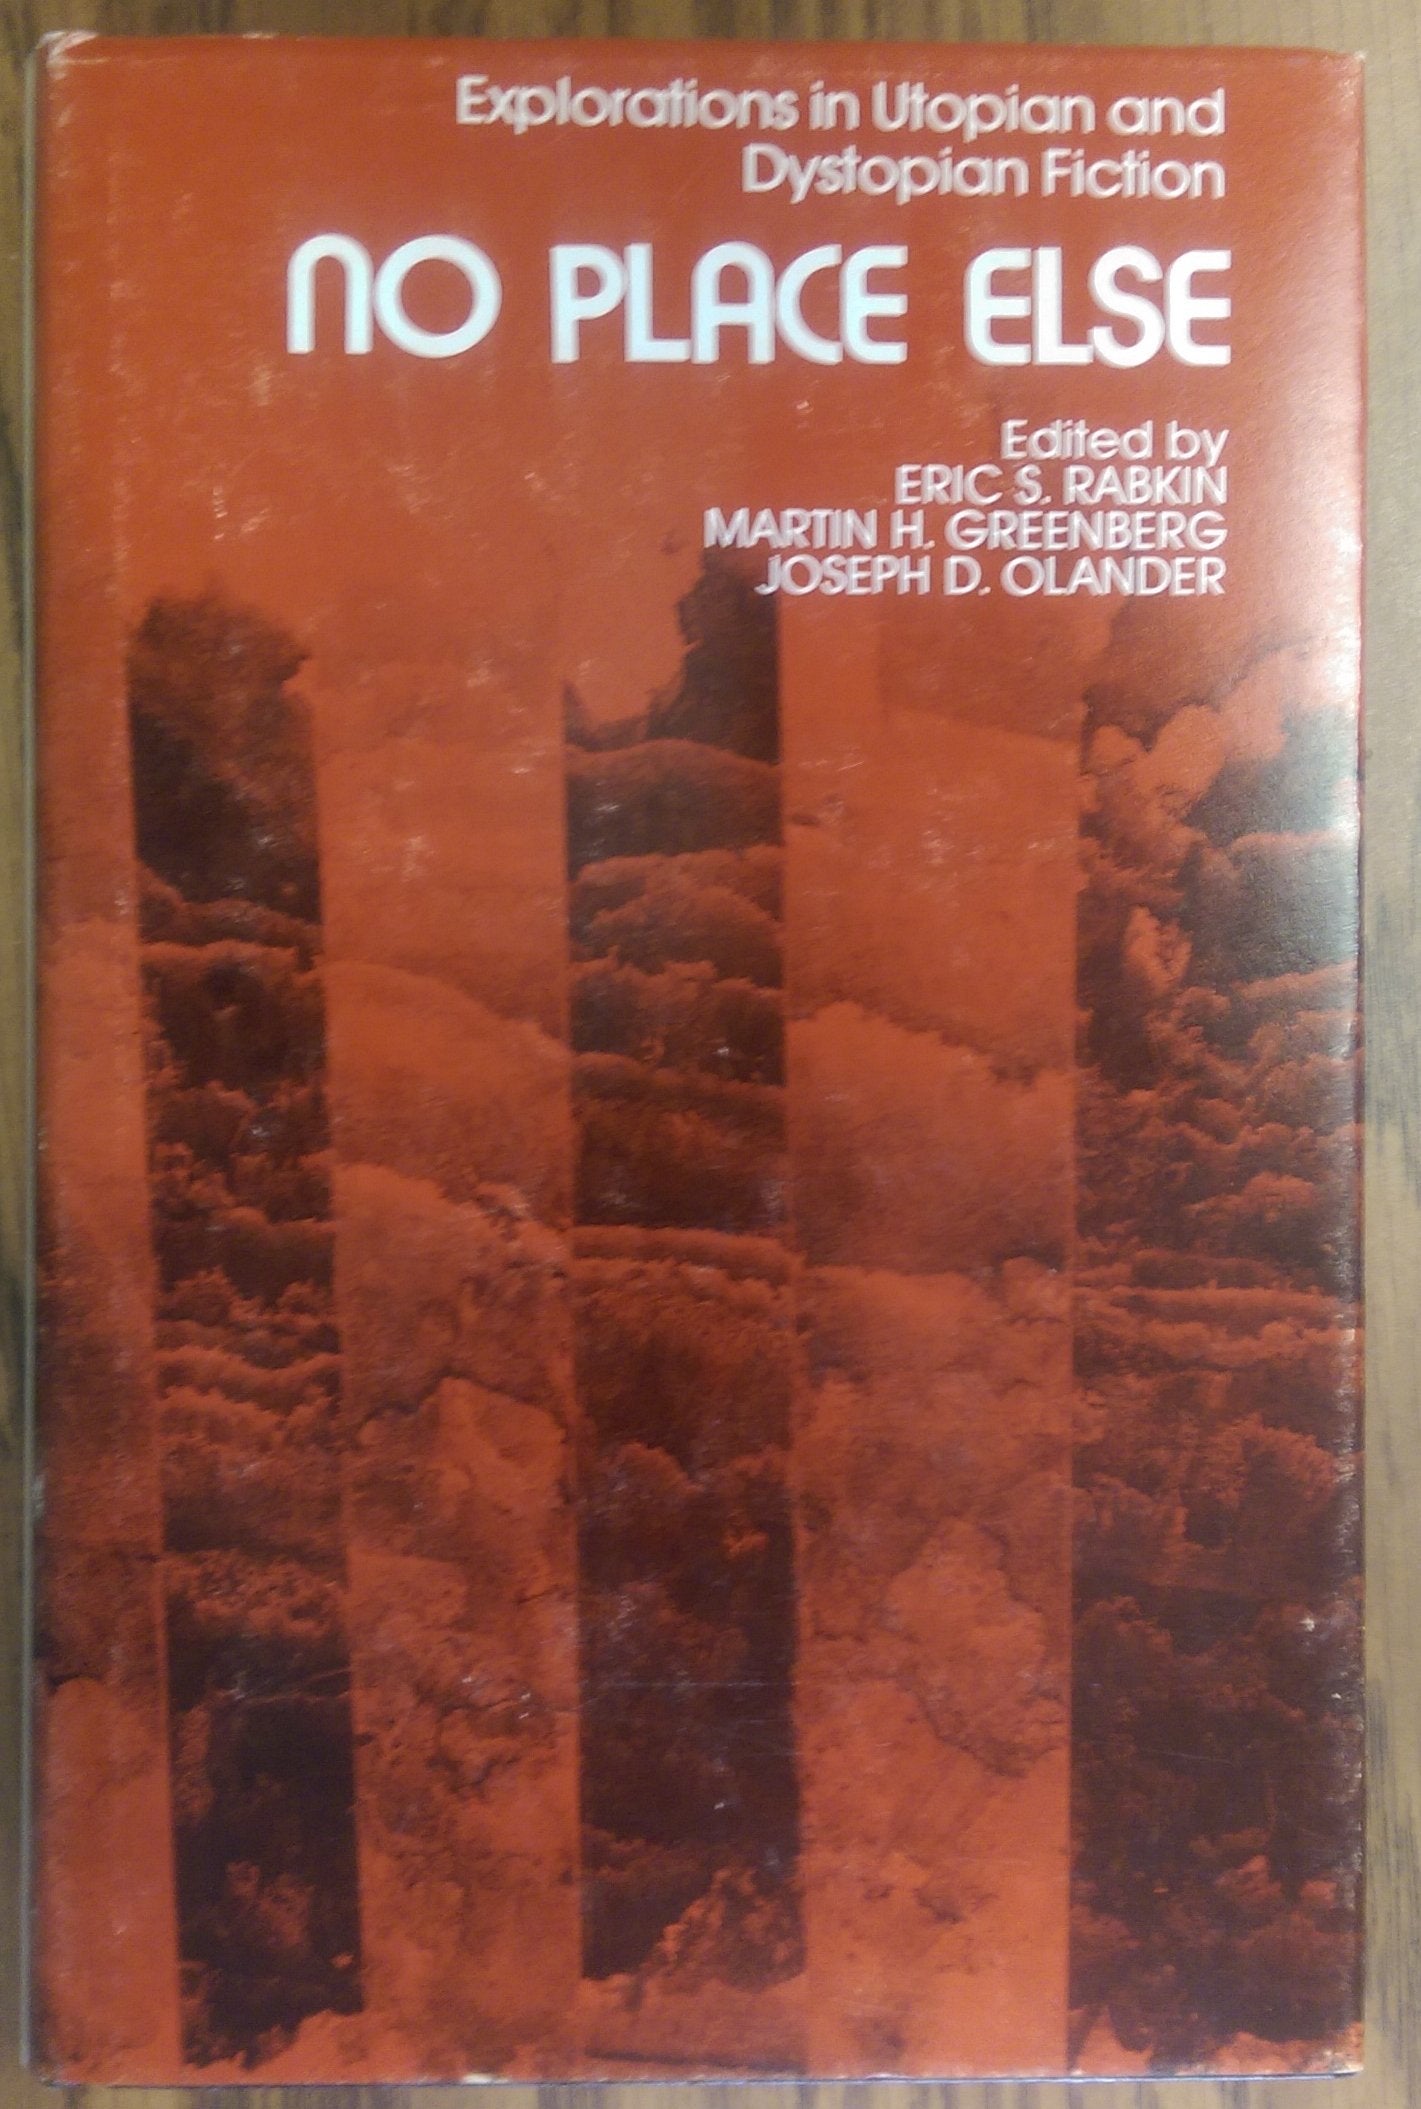 Explorations in Utopian and
Dystopian Fiction
NO PLACE ELSE
Edited by
ERIC S. RABKIN
MARTIN H. GREENBERG
JOSEPH D. OLANDER